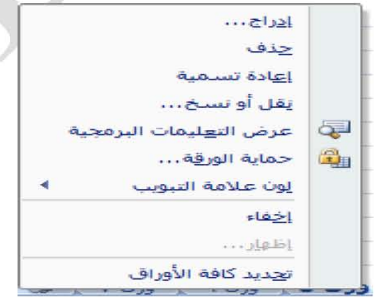 إدراج...
حذف
إعادة تسمية
نقل أو نسخ...
عرض التعليمات البرمجية
حماية الورقة...
لون علامة التبويب
إخفاء
إظهار...
تحديد كافة الأوراق